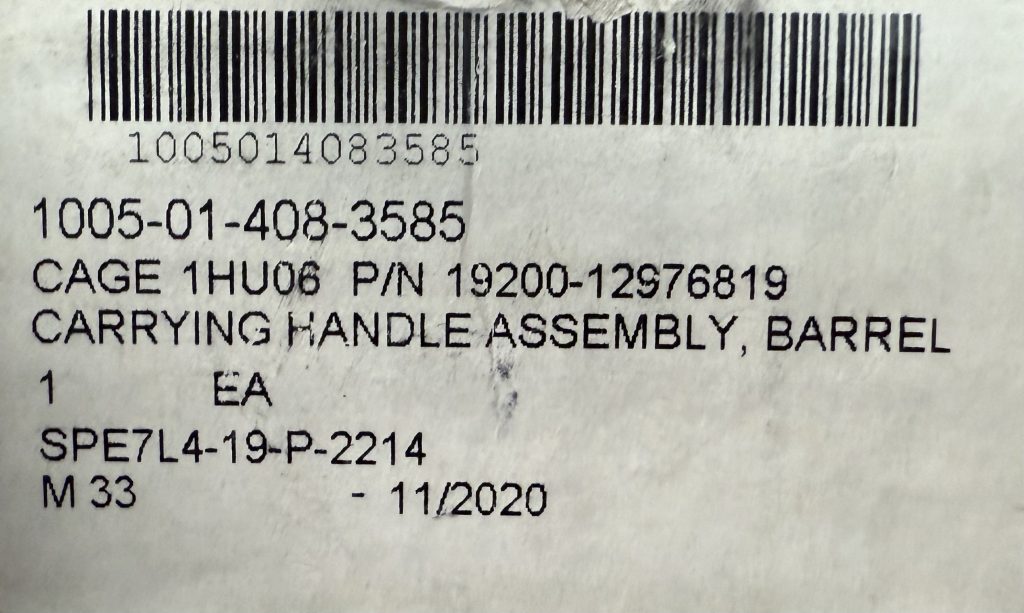 1005014083585
1005-01-408-3585
CAGE 1HU06 P/N 19200-12976819
CARRYING HANDLE ASSEMBLY, BARREL
1 EA
SPE7L4-19-P-2214
M 33 - 11/2020